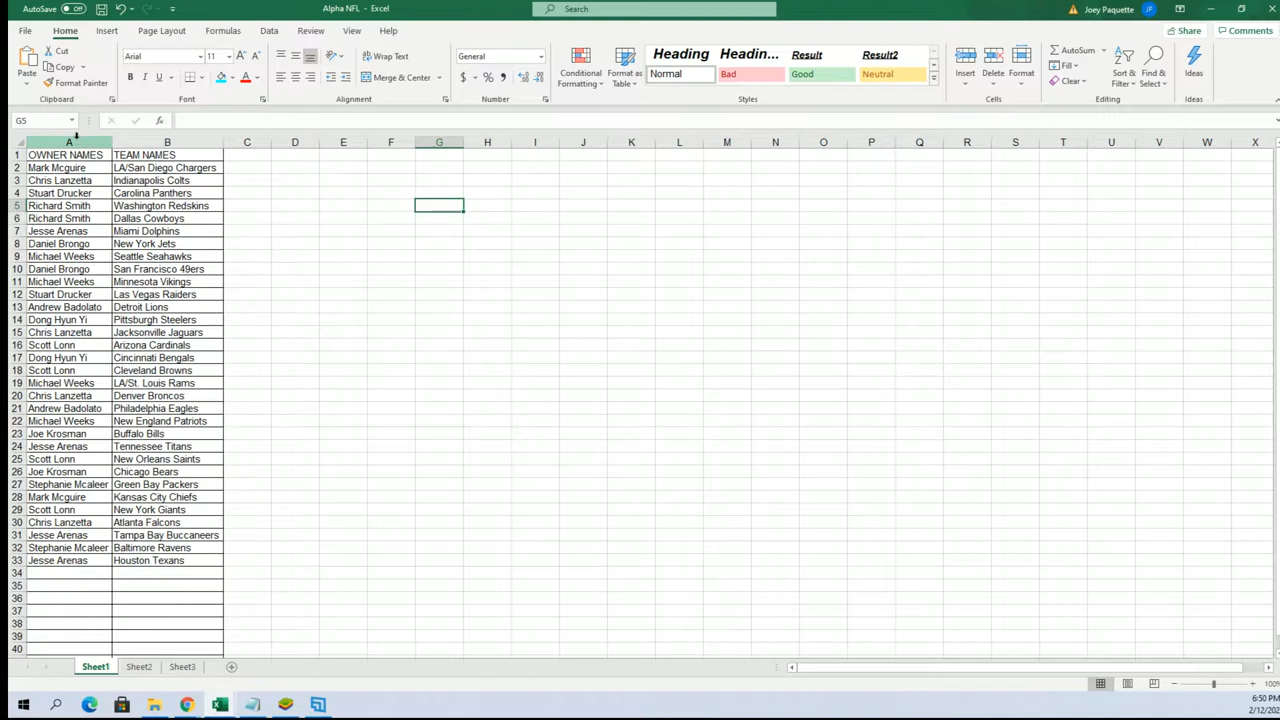 AutoSave Off Alpha NFL - Excel Search Joey Paquette JP
File Home Insert Page Layout Formulas Data Review View Help Share Comments
Cut
Copy
Format Painter
Paste
Clipboard
Arial 11
B I U
Font
Wrap Text
Merge & Center
Alignment
General
$ % 9
Number
Conditional Formatting
Format as Table
Heading Headin... Result Result2
Normal Bad Good Neutral
Styles
Insert Delete Format
Cells
AutoSum
Fill
Clear
Sort & Filter
Find & Select
Editing
Ideas
Ideas
G5 fx
A B C D E F G H I J K L M N O P Q R S T U V W X
1 OWNER NAMES TEAM NAMES
2 Mark Mcguire LA/San Diego Chargers
3 Chris Lanzetta Indianapolis Colts
4 Stuart Drucker Carolina Panthers
5 Richard Smith Washington Redskins
6 Richard Smith Dallas Cowboys
7 Jesse Arenas Miami Dolphins
8 Daniel Brongo New York Jets
9 Michael Weeks Seattle Seahawks
10 Daniel Brongo San Francisco 49ers
11 Michael Weeks Minnesota Vikings
12 Stuart Drucker Las Vegas Raiders
13 Andrew Badolato Detroit Lions
14 Dong Hyun Yi Pittsburgh Steelers
15 Chris Lanzetta Jacksonville Jaguars
16 Scott Lonn Arizona Cardinals
17 Dong Hyun Yi Cincinnati Bengals
18 Scott Lonn Cleveland Browns
19 Michael Weeks LA/St. Louis Rams
20 Chris Lanzetta Denver Broncos
21 Andrew Badolato Philadelphia Eagles
22 Michael Weeks New England Patriots
23 Joe Krosman Buffalo Bills
24 Jesse Arenas Tennessee Titans
25 Scott Lonn New Orleans Saints
26 Joe Krosman Chicago Bears
27 Stephanie Mcaleer Green Bay Packers
28 Mark Mcguire Kansas City Chiefs
29 Scott Lonn New York Giants
30 Chris Lanzetta Atlanta Falcons
31 Jesse Arenas Tampa Bay Buccaneers
32 Stephanie Mcaleer Baltimore Ravens
33 Jesse Arenas Houston Texans
34
35
36
37
38
39
40
Sheet1 Sheet2 Sheet3
100%
6:50 PM
2/12/202